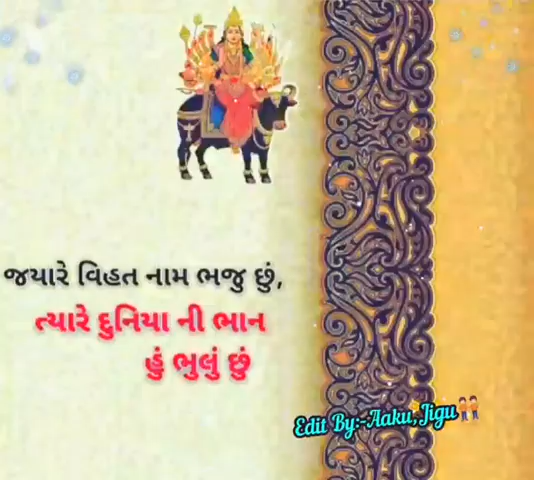 જયારે વિહત નામ ભજુ છું,
ત્યારે દુનિયા ની ભાન
હું ભુલું છું
Edit By:-Aaku,Jigu